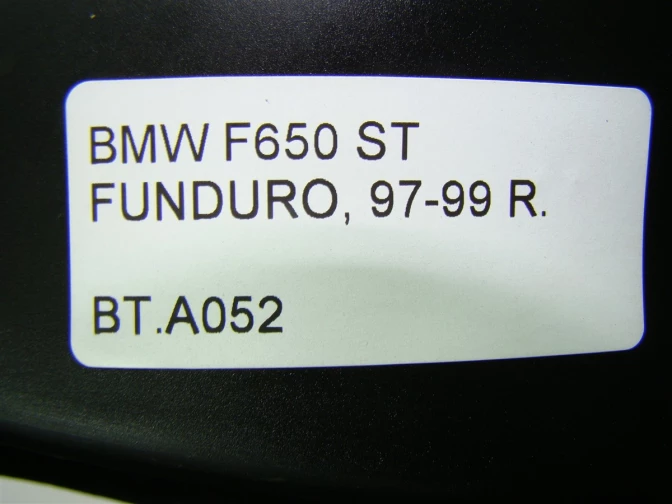 BMW F650 ST
FUNDURO, 97-99 R.
BT.A052